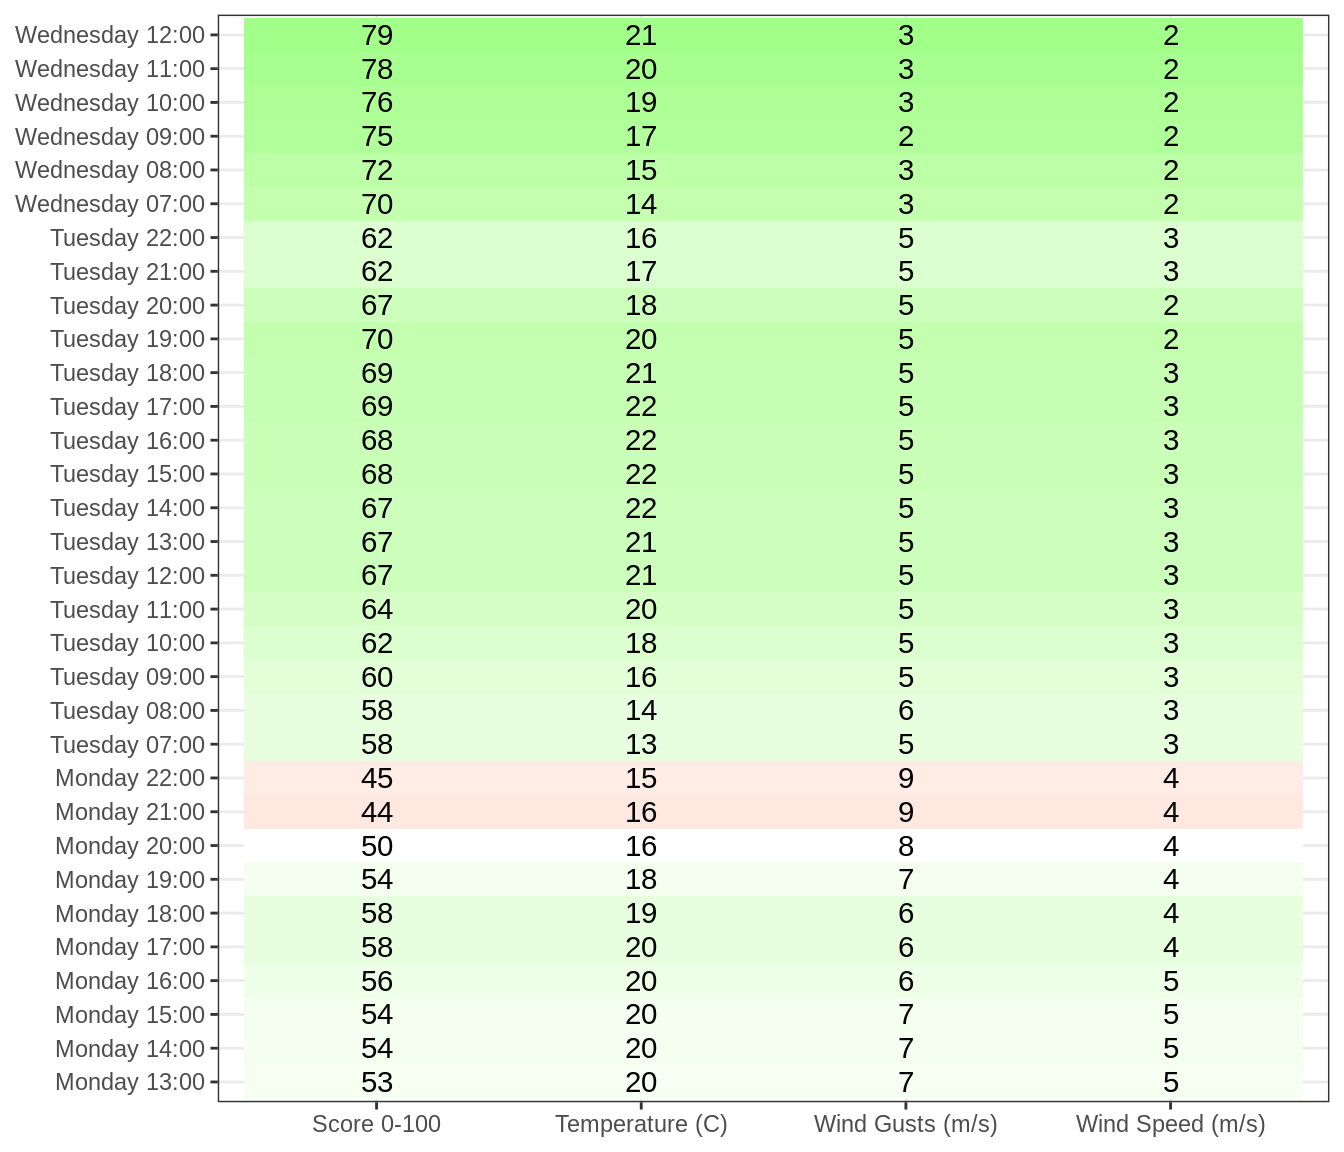 Wednesday 12:00 79 21 3 2
Wednesday 11:00 78 20 3 2
Wednesday 10:00 76 19 3 2
Wednesday 09:00 75 17 2 2
Wednesday 08:00 72 15 3 2
Wednesday 07:00 70 14 3 2
Tuesday 22:00 62 16 5 3
Tuesday 21:00 62 17 5 3
Tuesday 20:00 67 18 5 2
Tuesday 19:00 70 20 5 2
Tuesday 18:00 69 21 5 3
Tuesday 17:00 69 22 5 3
Tuesday 16:00 68 22 5 3
Tuesday 15:00 68 22 5 3
Tuesday 14:00 67 22 5 3
Tuesday 13:00 67 21 5 3
Tuesday 12:00 67 21 5 3
Tuesday 11:00 64 20 5 3
Tuesday 10:00 62 18 5 3
Tuesday 09:00 60 16 5 3
Tuesday 08:00 58 14 6 3
Tuesday 07:00 58 13 5 3
Monday 22:00 45 15 9 4
Monday 21:00 44 16 9 4
Monday 20:00 50 16 8 4
Monday 19:00 54 18 7 4
Monday 18:00 58 19 6 4
Monday 17:00 58 20 6 4
Monday 16:00 56 20 6 5
Monday 15:00 54 20 7 5
Monday 14:00 54 20 7 5
Monday 13:00 53 20 7 5
Score 0-100 Temperature (C) Wind Gusts (m/s) Wind Speed (m/s)